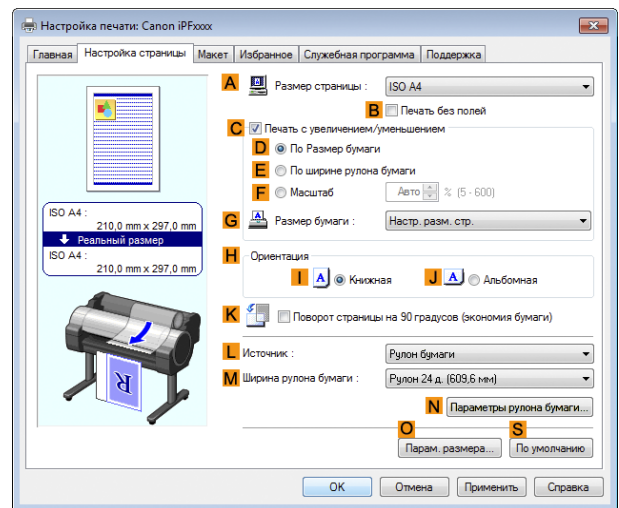 Настройка печати: Canon iPFxxxx
Главная Настройка страницы Макет Избранное Служебная программа Поддержка
A Размер страницы : ISO A4
B Печать без полей
C Печать с увеличением/уменьшением
D По Размер бумаги
E По ширине рулона бумаги
F Масштаб Авто % (5 - 600)
ISO A4 :
210,0 mm x 297,0 mm
Реальный размер
ISO A4 :
210,0 mm x 297,0 mm
G Размер бумаги : Настр. разм. стр.
H Ориентация
I A Книжная J A Альбомная
K Поворот страницы на 90 градусов (экономия бумаги)
L Источник : Рулон бумаги
M Ширина рулона бумаги : Рулон 24 д. (609,6 мм)
N Параметры рулона бумаги...
O S
Парам. размера... По умолчанию
R
OK Отмена Применить Справка